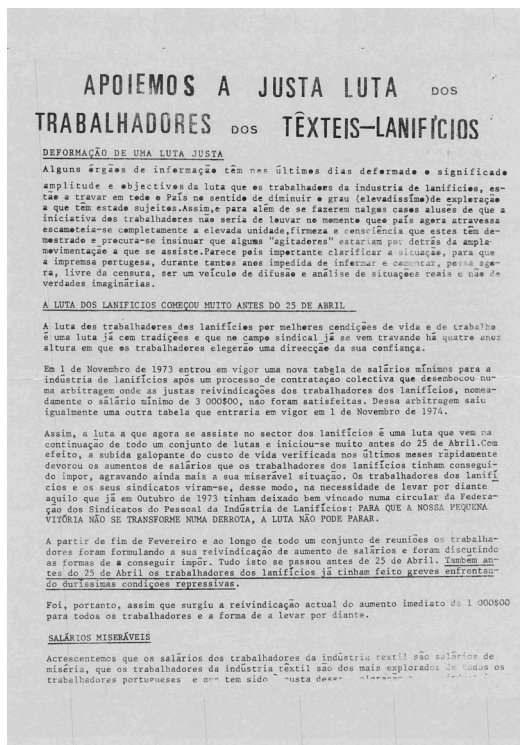 APOIEMOS A JUSTA LUTA DOS
TRABALHADORES DOS TÊXTEIS-LANIFÍCIOS
DEFORMAÇÃO DE UMA LUTA JUSTA
Alguns órgãos de informação têm nos últimos dias deformado o significado
amplitude e objectivos da luta que os trabalhadores da industria de lanifícios, es-
tão a travar em todo o País no sentido de diminuir o grau (elevadíssimo)de exploração
a que têm estado sujeitos.Assim,e para além de se fazerem nalgos casos alusões de que a
iniciativa dos trabalhadores não seria de louvar no momento que o país agora atravessa
escamoteia-se completamente a elevada unidade,firmeza e consciência que estes têm de-
mostrado e procura-se insinuar que alguns "agitadores" estariam por detrás da ampla
movimentação a que se assiste.Parece pois importante clarificar a situação, para que
a imprensa portugesa, durante tantos anos impedida de informar e comentar, possa ago-
ra, livre da censura, ser um veículo de difusão e análise de situações reais e não de
verdades imaginárias.
A LUTA DOS LANIFICIOS COMEÇOU MUITO ANTES DO 25 DE ABRIL
A luta dos trabalhadores dos lanifícios por melhores condições de vida e de trabalho
é uma luta já com tradições e que no campo sindical já se vem travando há quatro anos
altura em que os trabalhadores elegerão uma direecção da sua confiança.
Em 1 de Novembro de 1973 entrou em vigor uma nova tabela de salários mínimos para a
indústria de lanifícios após um processo de contratação colectiva que desembocou nu-
ma arbitragem onde as justas reivindicações dos trabalhadores dos lanifícios, nomea-
damente o salário mínimo de 3 000$00, não foram satisfeitas. Dessa arbitragem saiu
igualmente uma outra tabela que entraria em vigor em 1 de Novembro de 1974.
Assim, a luta a que agora se assiste no sector dos lanifícios é uma luta que vem na
continuação de todo um conjunto de lutas e iniciou-se muito antes do 25 de Abril.Com
efeito, a subida galopante do custo de vida verificada nos últimos meses ràpidamente
devorou os aumentos de salários que os trabalhadores dos lanifícios tinham consegui-
do impor, agravando ainda mais a sua miserável situação. Os trabalhadores dos lanifí
cios e os seus sindicatos viram-se, desse modo, na necessidade de levar por diante
aquilo que já em Outubro de 1973 tinham deixado bem vincado numa circular da Federa-
ção dos Sindicatos do Pessoal da Indústria de Lanifícios: PARA QUE A NOSSA PEQUENA
VITÓRIA NÃO SE TRANSFORME NUMA DERROTA, A LUTA NÃO PODE PARAR.
A partir de fim de Fevereiro e ao longo de todo um conjunto de reuniões os trabalha-
dores foram formulando a sua reivindicação de aumento de salários e foram discutindo
as formas de a conseguir impôr. Tudo isto se passou antes de 25 de Abril. Também an-
tes do 25 de Abril os trabalhadores dos lanifícios já tinham feito greves enfrentan-
do duríssimas condiçoes repressivas.
Foi, portanto, assim que surgiu a reivindicação actual do aumento imediato de 1 000$00
para todos os trabalhadores e a forma de a levar por diante.
SALÁRIOS MISERÁVEIS
Acrescentemos que os salários dos trabalhadores da indústria textil são salários de
miséria, que os trabalhadores da indústria têxtil são dos mais explorados de todos os
trabalhadores portugueses e que tem sido